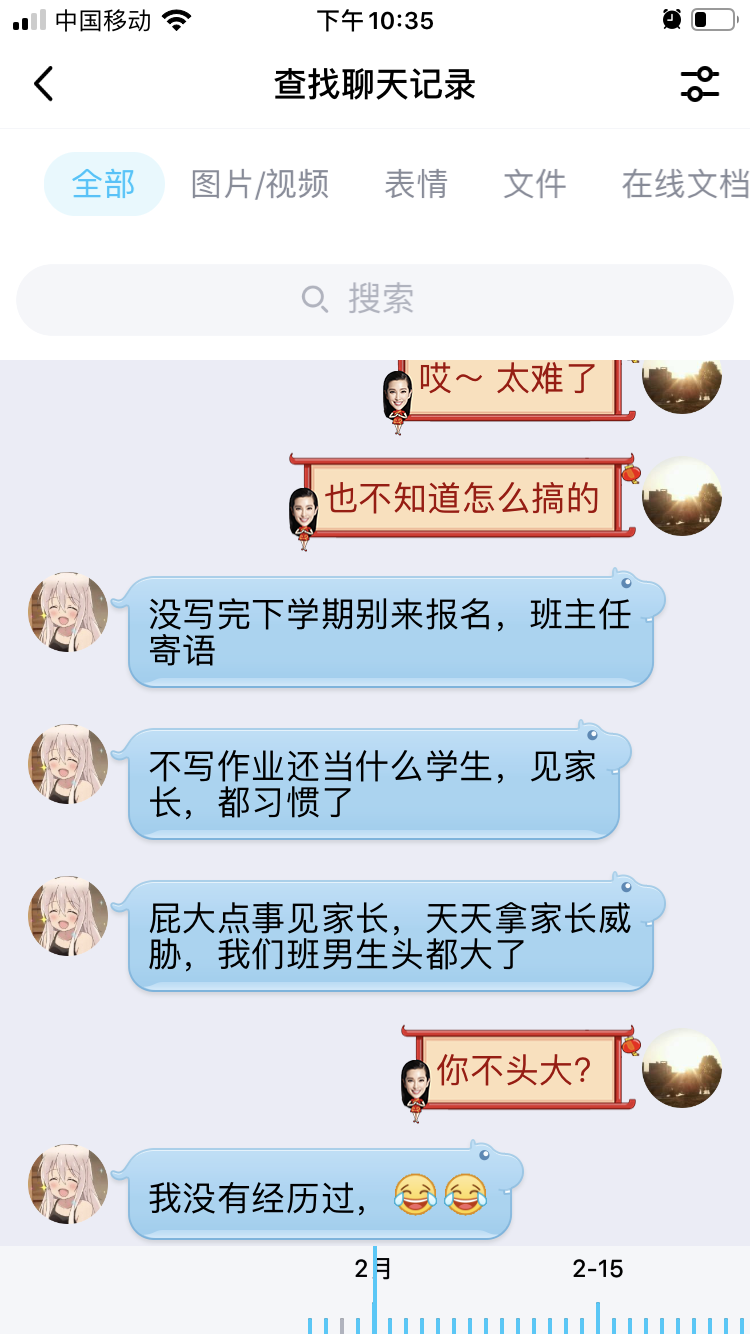 中国移动
下午10:35
查找聊天记录
全部
图片/视频
表情
文件
在线文档
搜索
哎～ 太难了
也不知道怎么搞的
没写完下学期别来报名，班主任
寄语
不写作业还当什么学生，见家
长，都习惯了
屁大点事见家长，天天拿家长威
胁，我们班男生头都大了
你不头大？
我没有经历过，😂😂
2月
2-15